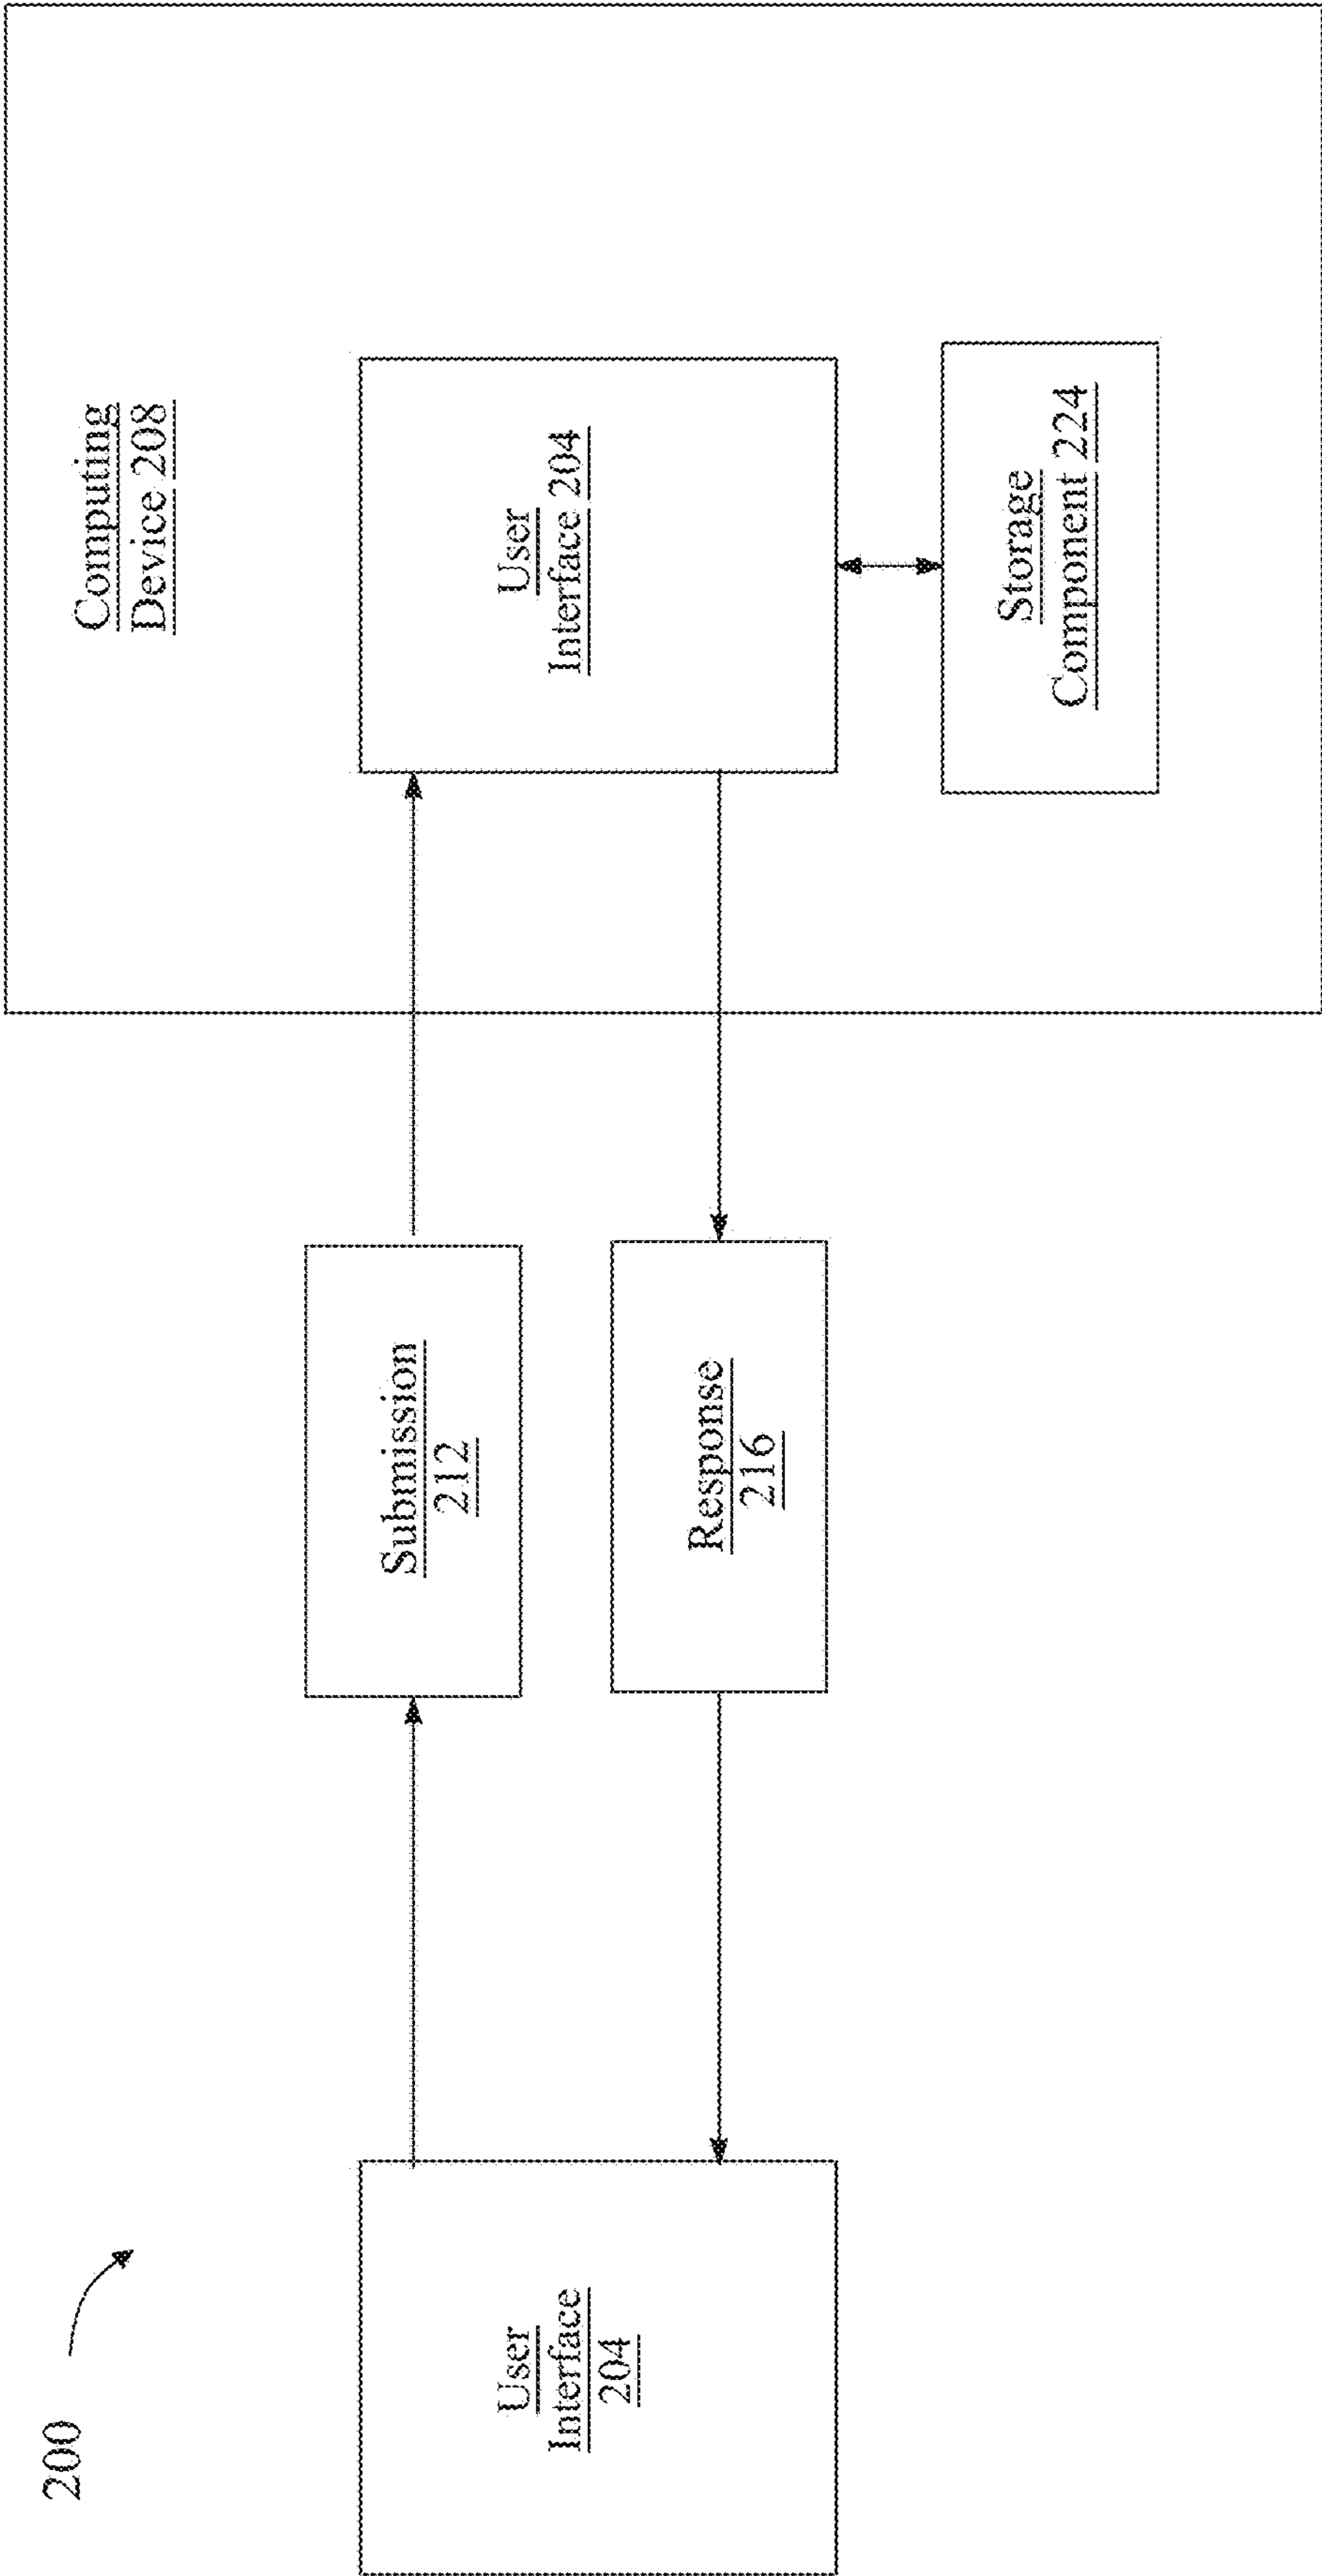 200
User
Interface
204
Submission
212
Response
216
Computing
Device 208
User
Interface 204
Storage
Component 224